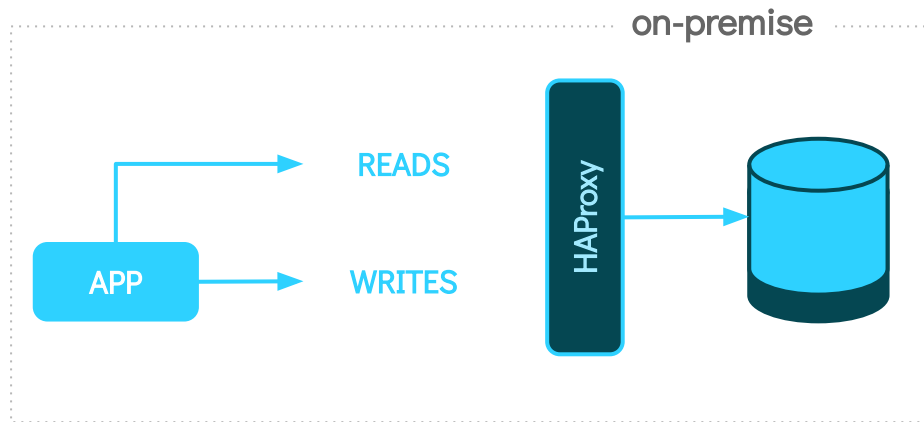 on-premise
READS
HAProxy
APP
WRITES